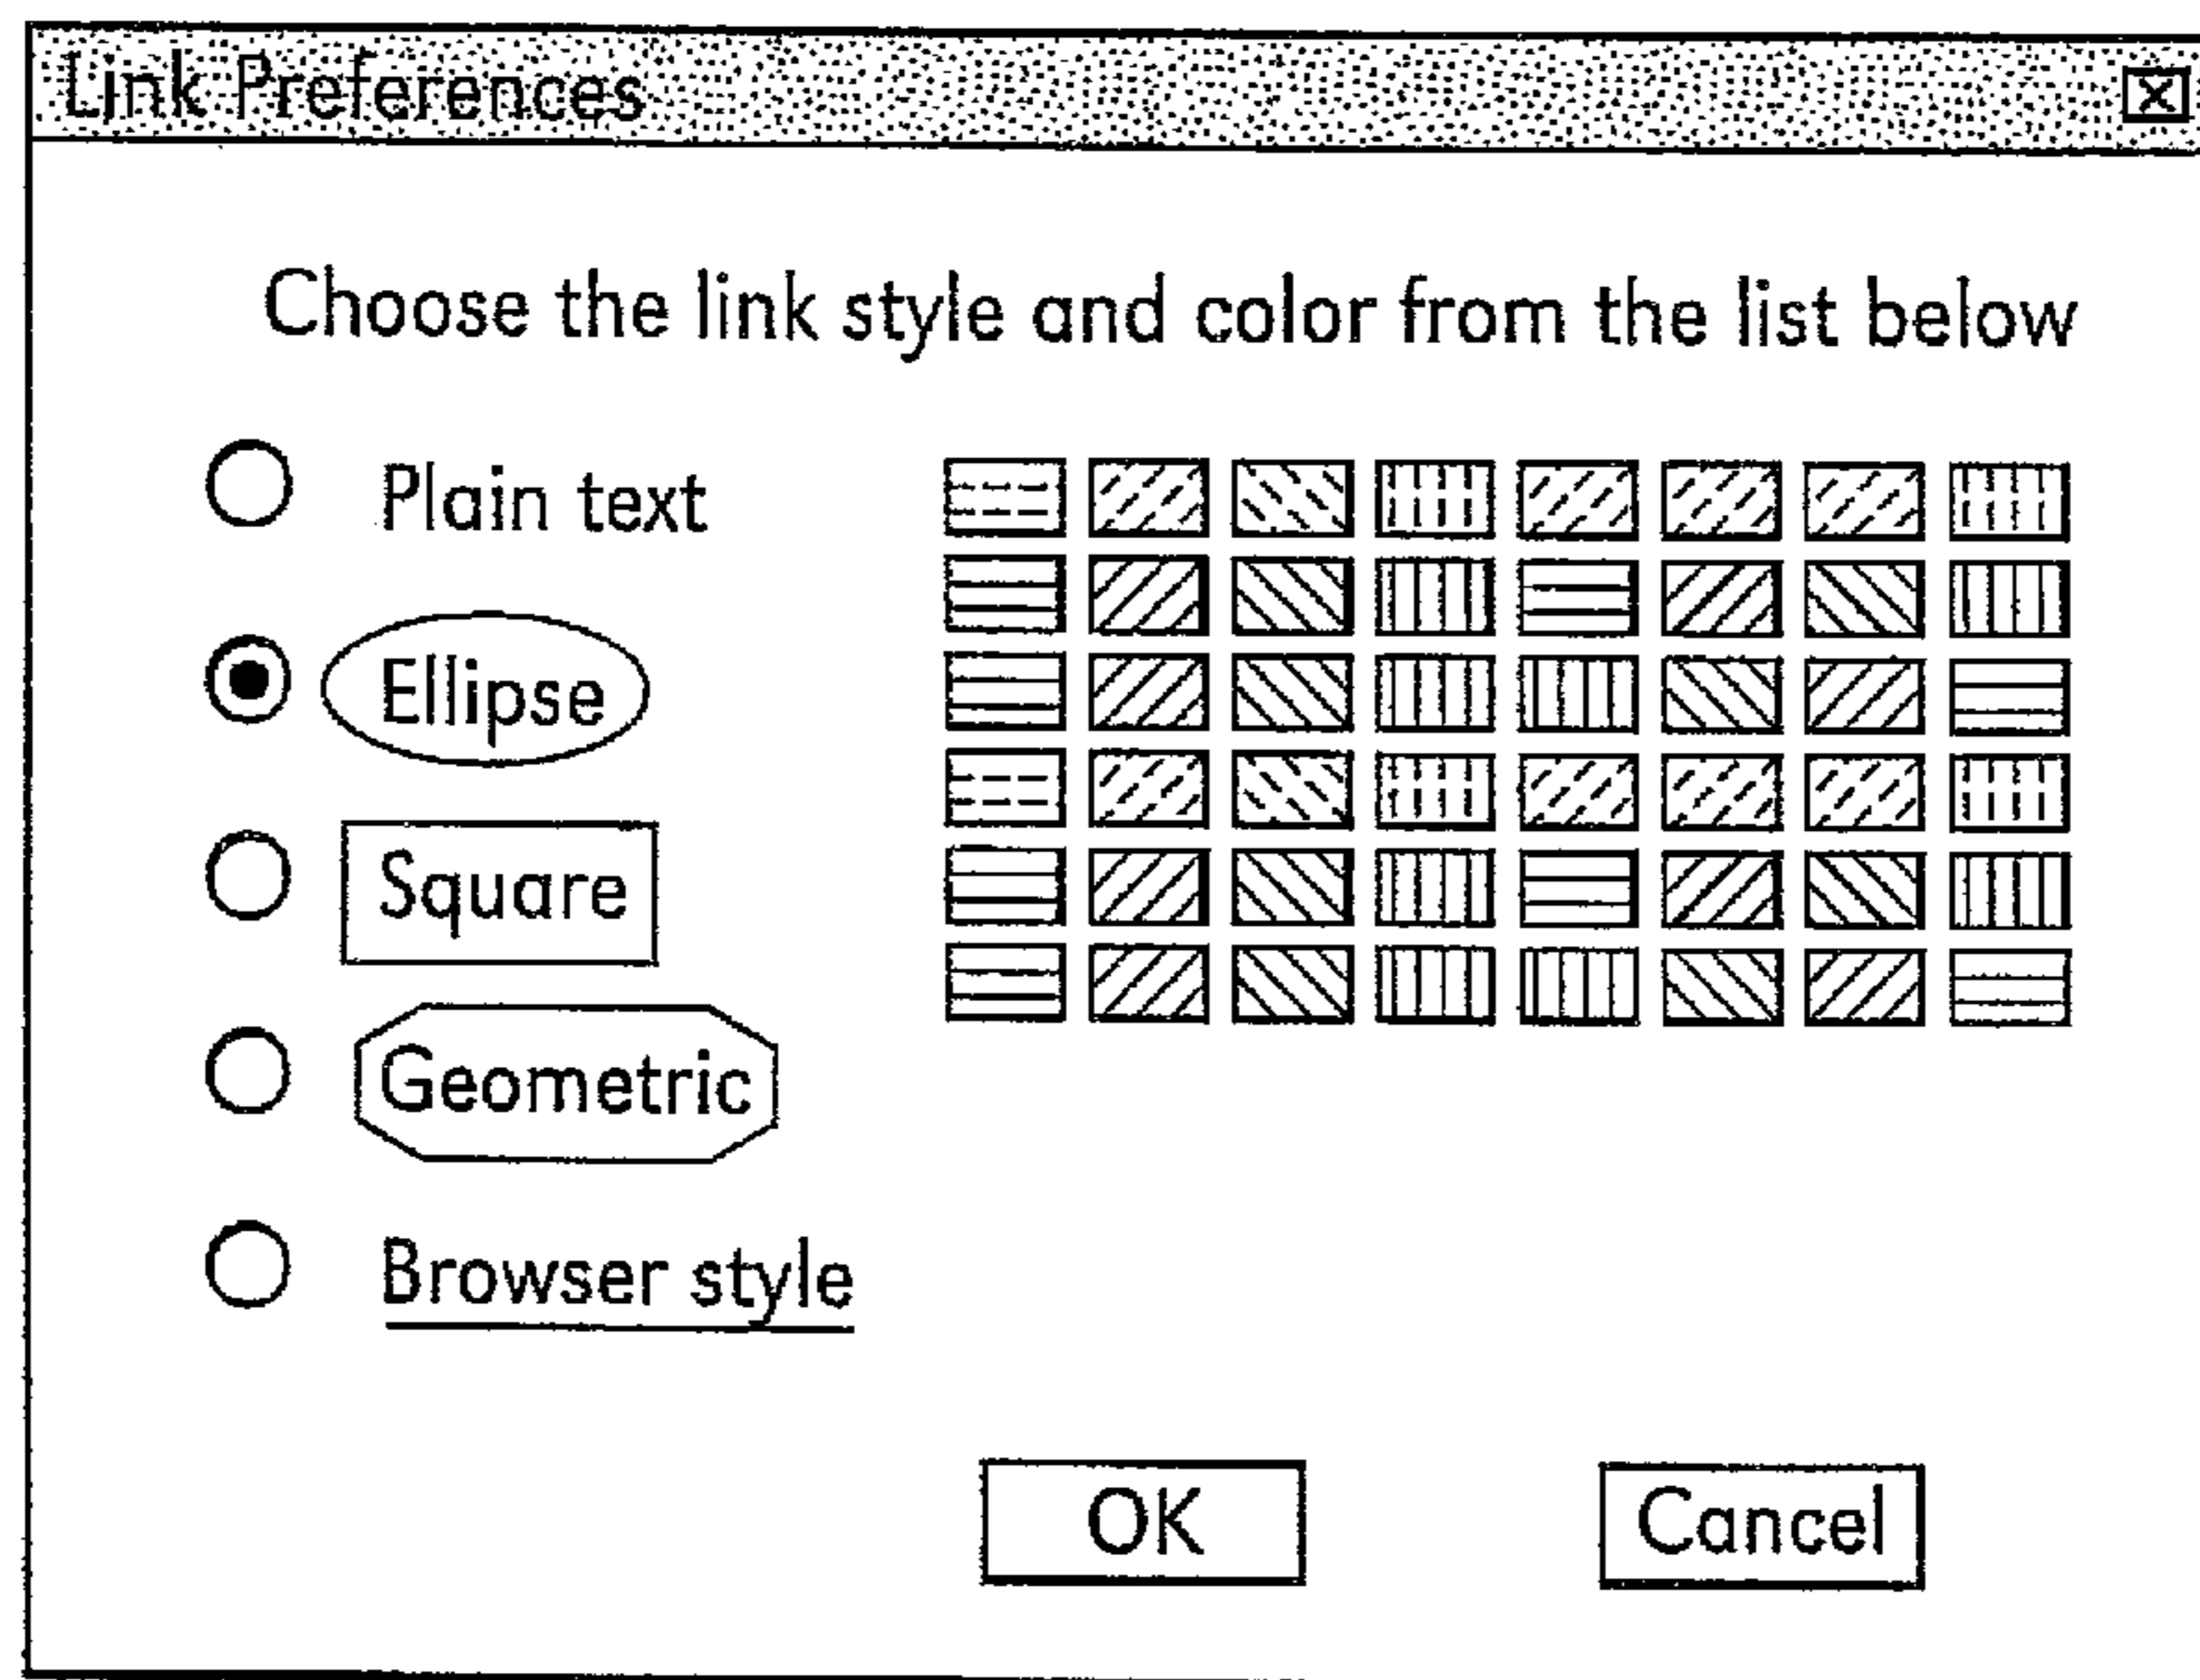 Link Preferences
Choose the link style and color from the list below
Plain text
Ellipse
Square
Geometric
Browser style
OK
Cancel